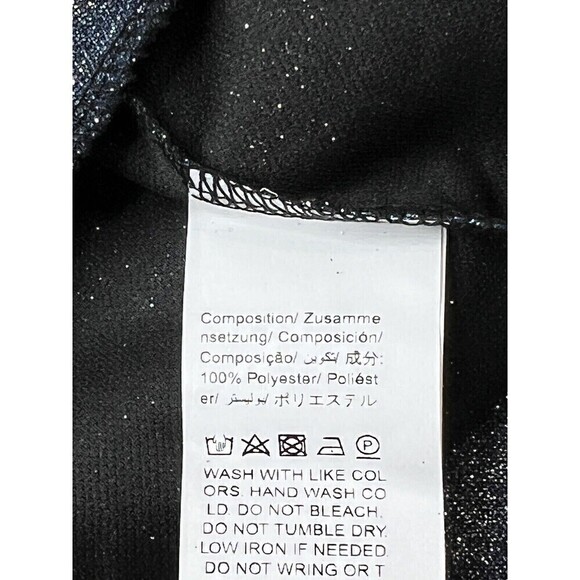 Composition/ Zusamme
nsetzung/ Composición/
Composição/ تكوين/ 成分:
100% Polyester/ Poliést
er/ بوليستر/ ポリエステル
P
WASH WITH LIKE COL
ORS. HAND WASH CO
LD. DO NOT BLEACH.
DO NOT TUMBLE DRY.
LOW IRON IF NEEDED.
DO NOT WRING OR T